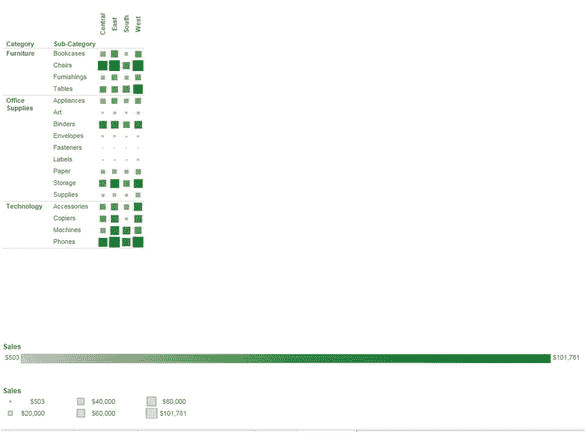 Central East South West
Category Sub-Category
Furniture Bookcases
Chairs
Furnishings
Tables
Office Supplies Appliances
Art
Binders
Envelopes
Fasteners
Labels
Paper
Storage
Supplies
Technology Accessories
Copiers
Machines
Phones
Sales
$503 $101,781
Sales
$503 $40,000 $80,000
$20,000 $60,000 $101,781